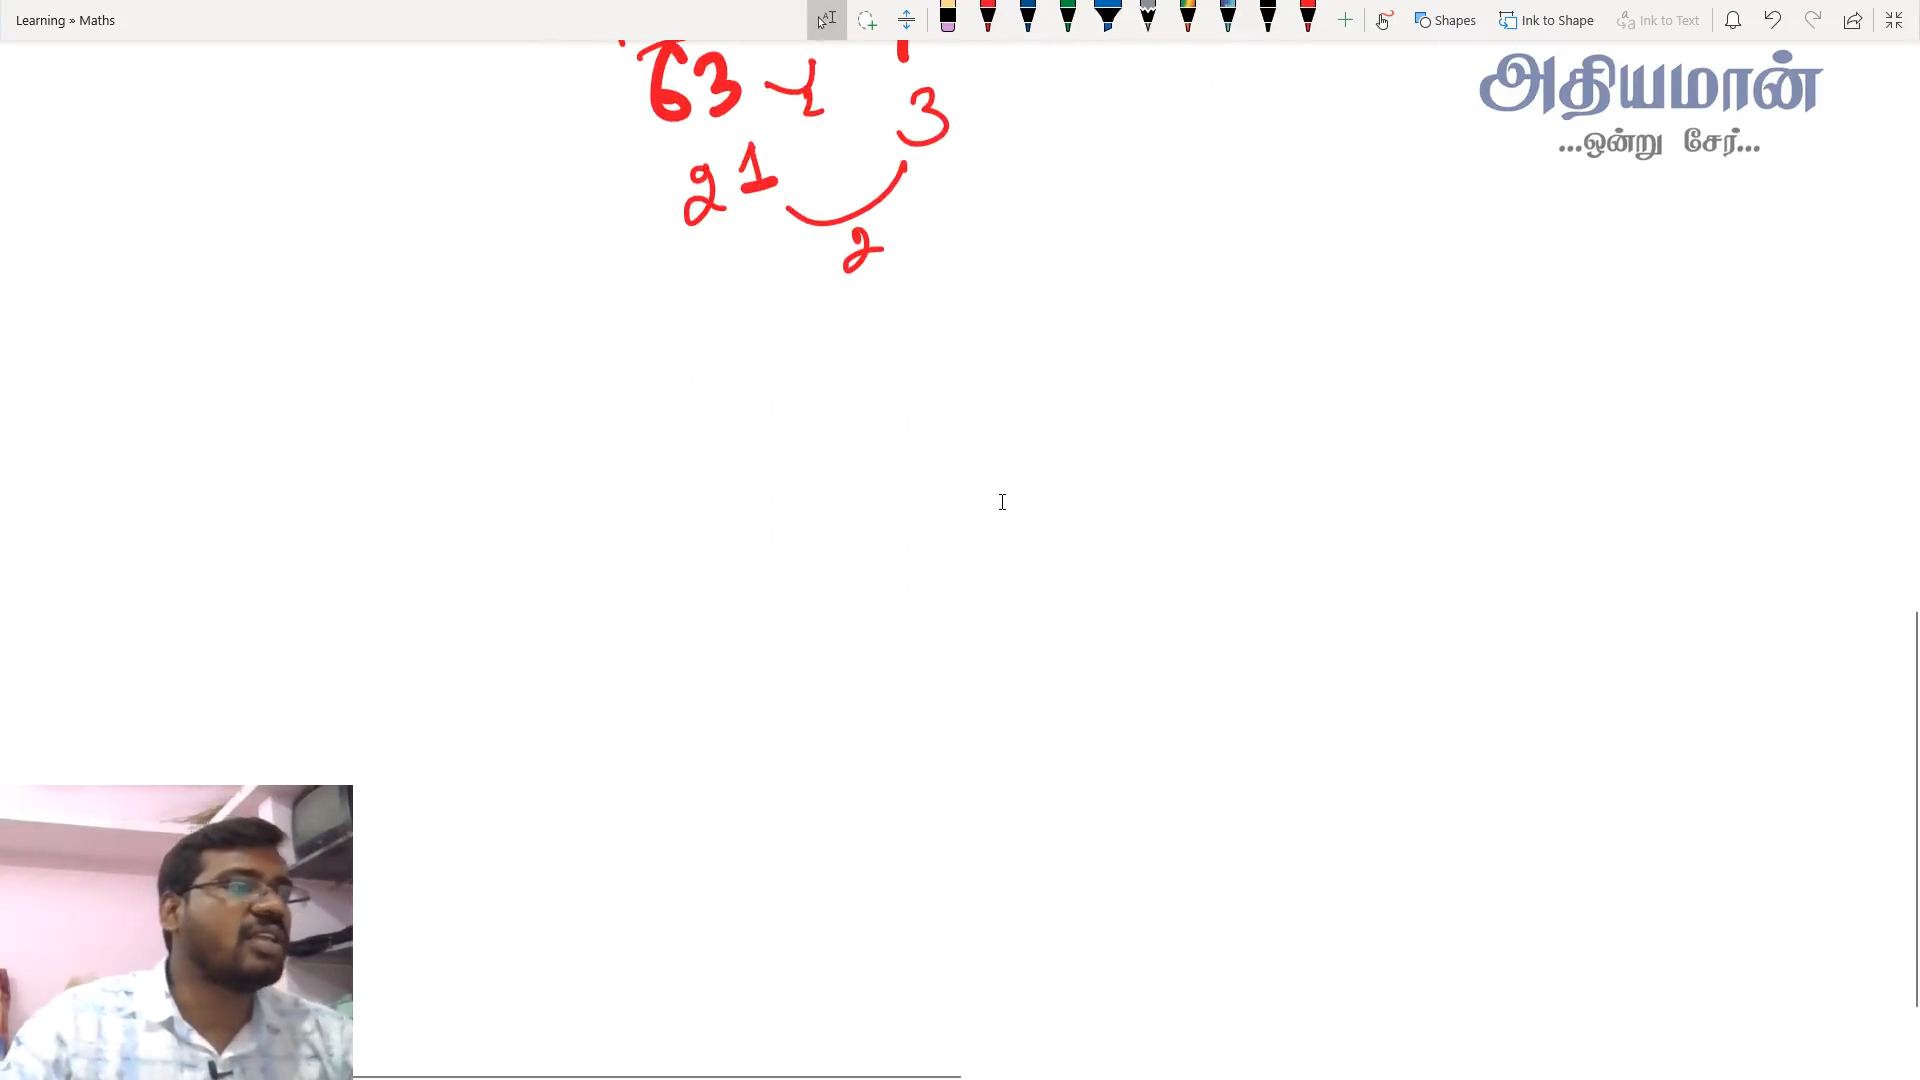 Learning » Maths
Shapes
Ink to Shape
Ink to Text
அதியமான்
...ஒன்று சேர்...
63
3
21
2